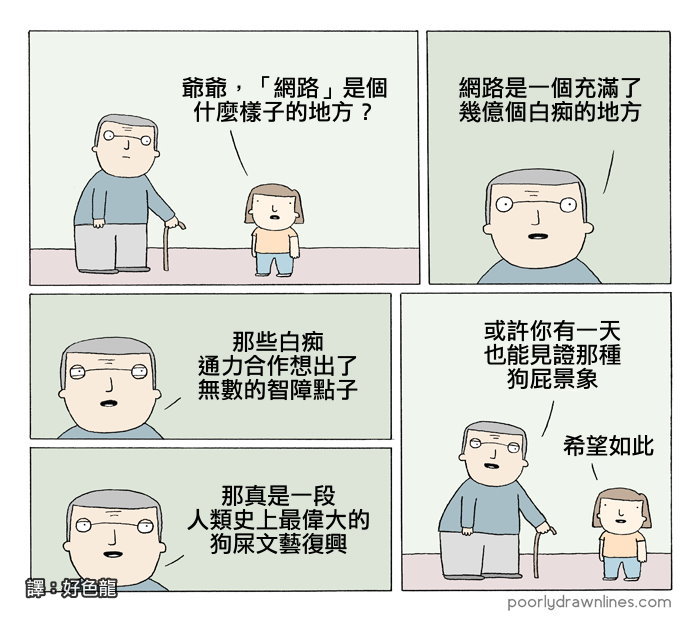 爺爺，「網路」是個
什麼樣子的地方？
網路是一個充滿了
幾億個白痴的地方
那些白痴
通力合作想出了
無數的智障點子
那真是一段
人類史上最偉大的
狗屎文藝復興
或許你有一天
也能見證那種
狗屁景象
希望如此
譯：好色龍
poorlydrawnlines.com